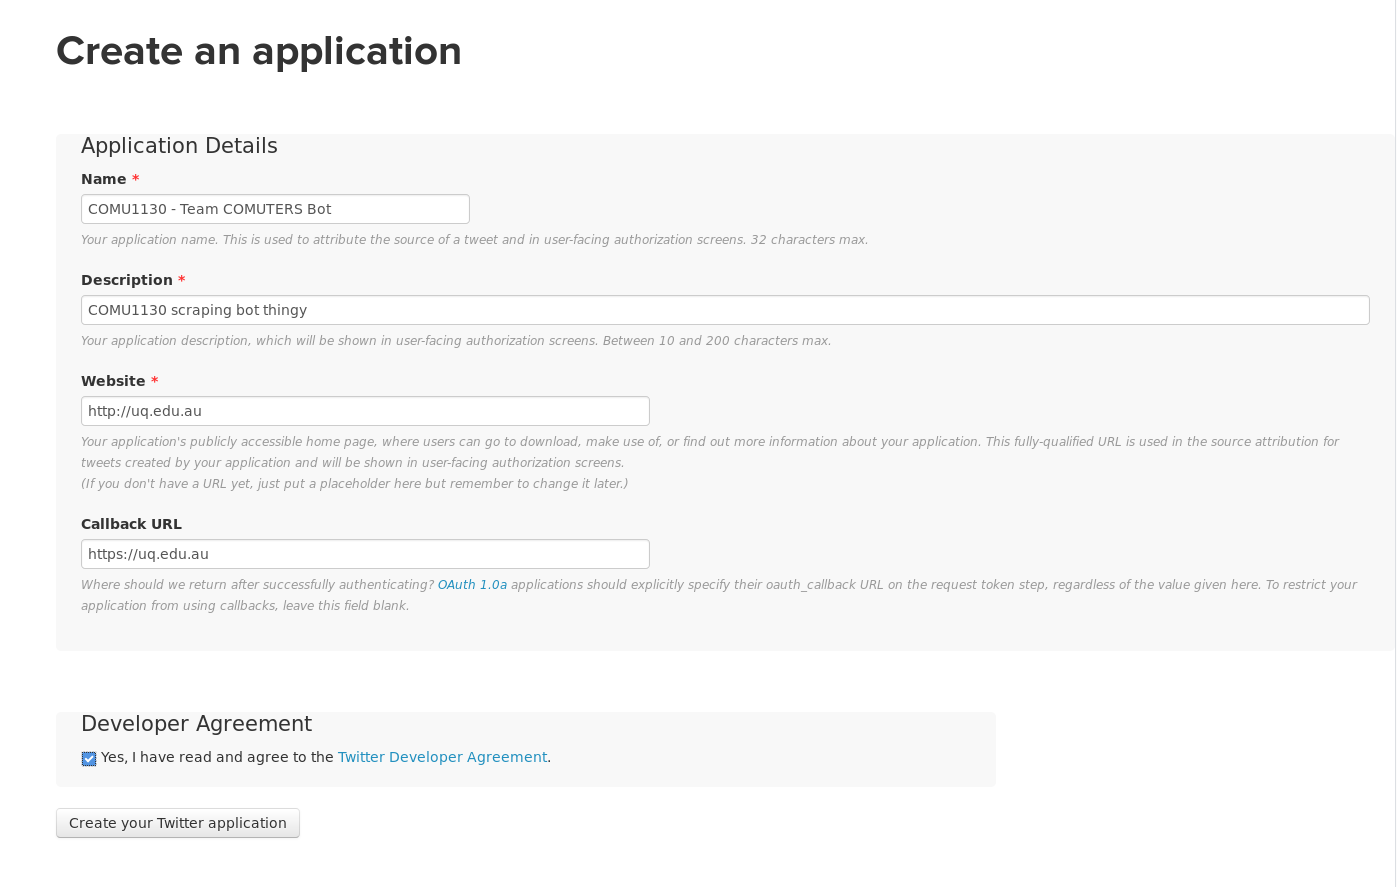 Create an application
Application Details
Name *
COMU1130 - Team COMUTERS Bot
Your application name. This is used to attribute the source of a tweet and in user-facing authorization screens. 32 characters max.
Description *
COMU1130 scraping bot thingy
Your application description, which will be shown in user-facing authorization screens. Between 10 and 200 characters max.
Website *
http://uq.edu.au
Your application's publicly accessible home page, where users can go to download, make use of, or find out more information about your application. This fully-qualified URL is used in the source attribution for
tweets created by your application and will be shown in user-facing authorization screens.
(If you don't have a URL yet, just put a placeholder here but remember to change it later.)
Callback URL
https://uq.edu.au
Where should we return after successfully authenticating? OAuth 1.0a applications should explicitly specify their oauth_callback URL on the request token step, regardless of the value given here. To restrict your
application from using callbacks, leave this field blank.
Developer Agreement
Yes, I have read and agree to the Twitter Developer Agreement.
Create your Twitter application